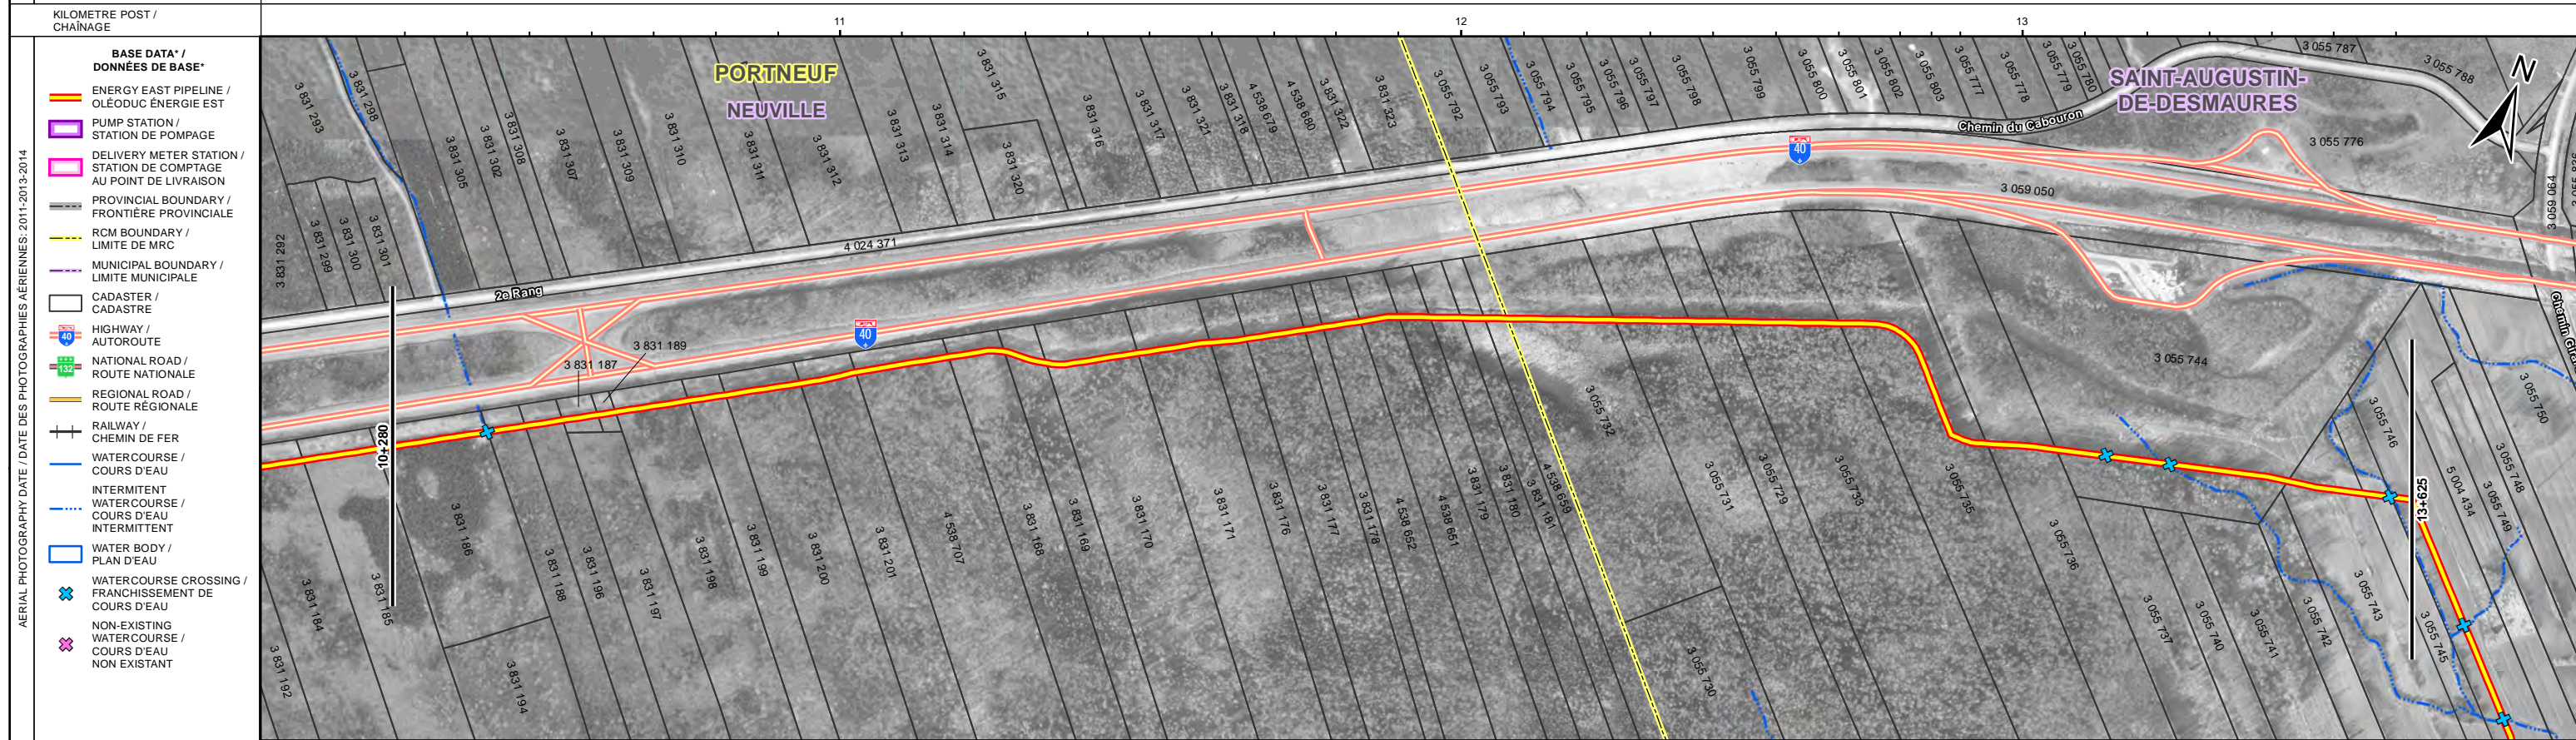 KILOMETRE POST /
CHAÎNAGE
11
12
13
AERIAL PHOTOGRAPHY DATE / DATE DES PHOTOGRAPHIES AÉRIENNES: 2011-2013-2014
BASE DATA* /
DONNÉES DE BASE*
ENERGY EAST PIPELINE /
OLÉODUC ÉNERGIE EST
PUMP STATION /
STATION DE POMPAGE
DELIVERY METER STATION /
STATION DE COMPTAGE
AU POINT DE LIVRAISON
PROVINCIAL BOUNDARY /
FRONTIÈRE PROVINCIALE
RCM BOUNDARY /
LIMITE DE MRC
MUNICIPAL BOUNDARY /
LIMITE MUNICIPALE
CADASTER /
CADASTRE
40
HIGHWAY /
AUTOROUTE
132
NATIONAL ROAD /
ROUTE NATIONALE
REGIONAL ROAD /
ROUTE RÉGIONALE
RAILWAY /
CHEMIN DE FER
WATERCOURSE /
COURS D'EAU
INTERMITENT
WATERCOURSE /
COURS D'EAU
INTERMITTENT
WATER BODY /
PLAN D'EAU
WATERCOURSE CROSSING /
FRANCHISSEMENT DE
COURS D'EAU
NON-EXISTING
WATERCOURSE /
COURS D'EAU
NON EXISTANT
PORTNEUF
NEUVILLE
SAINT-AUGUSTIN-
DE-DESMAURES
N
3 831 293
3 831 298
3 831 305
3 831 302
3 831 308
3 831 307
3 831 309
3 831 310
3 831 311
3 831 312
3 831 313
3 831 314
3 831 315
3 831 320
3 831 316
3 831 317
3 831 321
3 831 318
4 538 679
4 538 680
3 831 322
3 831 323
3 055 792
3 055 793
3 055 794
3 055 795
3 055 796
3 055 797
3 055 798
3 055 799
3 055 800
3 055 801
3 055 802
3 055 803
3 055 777
3 055 778
3 055 779
3 055 780
3 055 787
3 055 788
3 055 776
3 059 064
Chemin du Cabouron
40
3 059 050
3 831 292
3 831 299
3 831 300
3 831 301
4 024 371
2e Rang
40
3 831 189
3 831 187
10+280
3 831 192
3 831 184
3 831 185
3 831 186
3 831 194
3 831 188
3 831 196
3 831 197
3 831 198
3 831 199
3 831 200
3 831 201
4 538 707
3 831 168
3 831 169
3 831 170
3 831 171
3 831 176
3 831 177
3 831 178
4 538 652
4 538 651
3 831 179
3 831 180
3 831 181
4 538 659
3 055 732
3 055 730
3 055 731
3 055 729
3 055 733
3 055 735
3 055 736
3 055 737
3 055 740
3 055 741
3 055 742
3 055 743
3 055 744
3 055 746
3 055 745
13+625
5 004 434
3 055 749
3 055 748
3 055 750